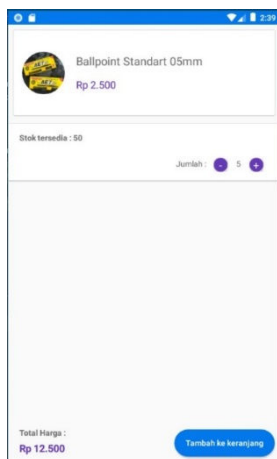 2:39
Ballpoint Standart 05mm
Rp 2.500
Stok tersedia : 50
Jumlah : - 5 +
Total Harga :
Rp 12.500
Tambah ke keranjang